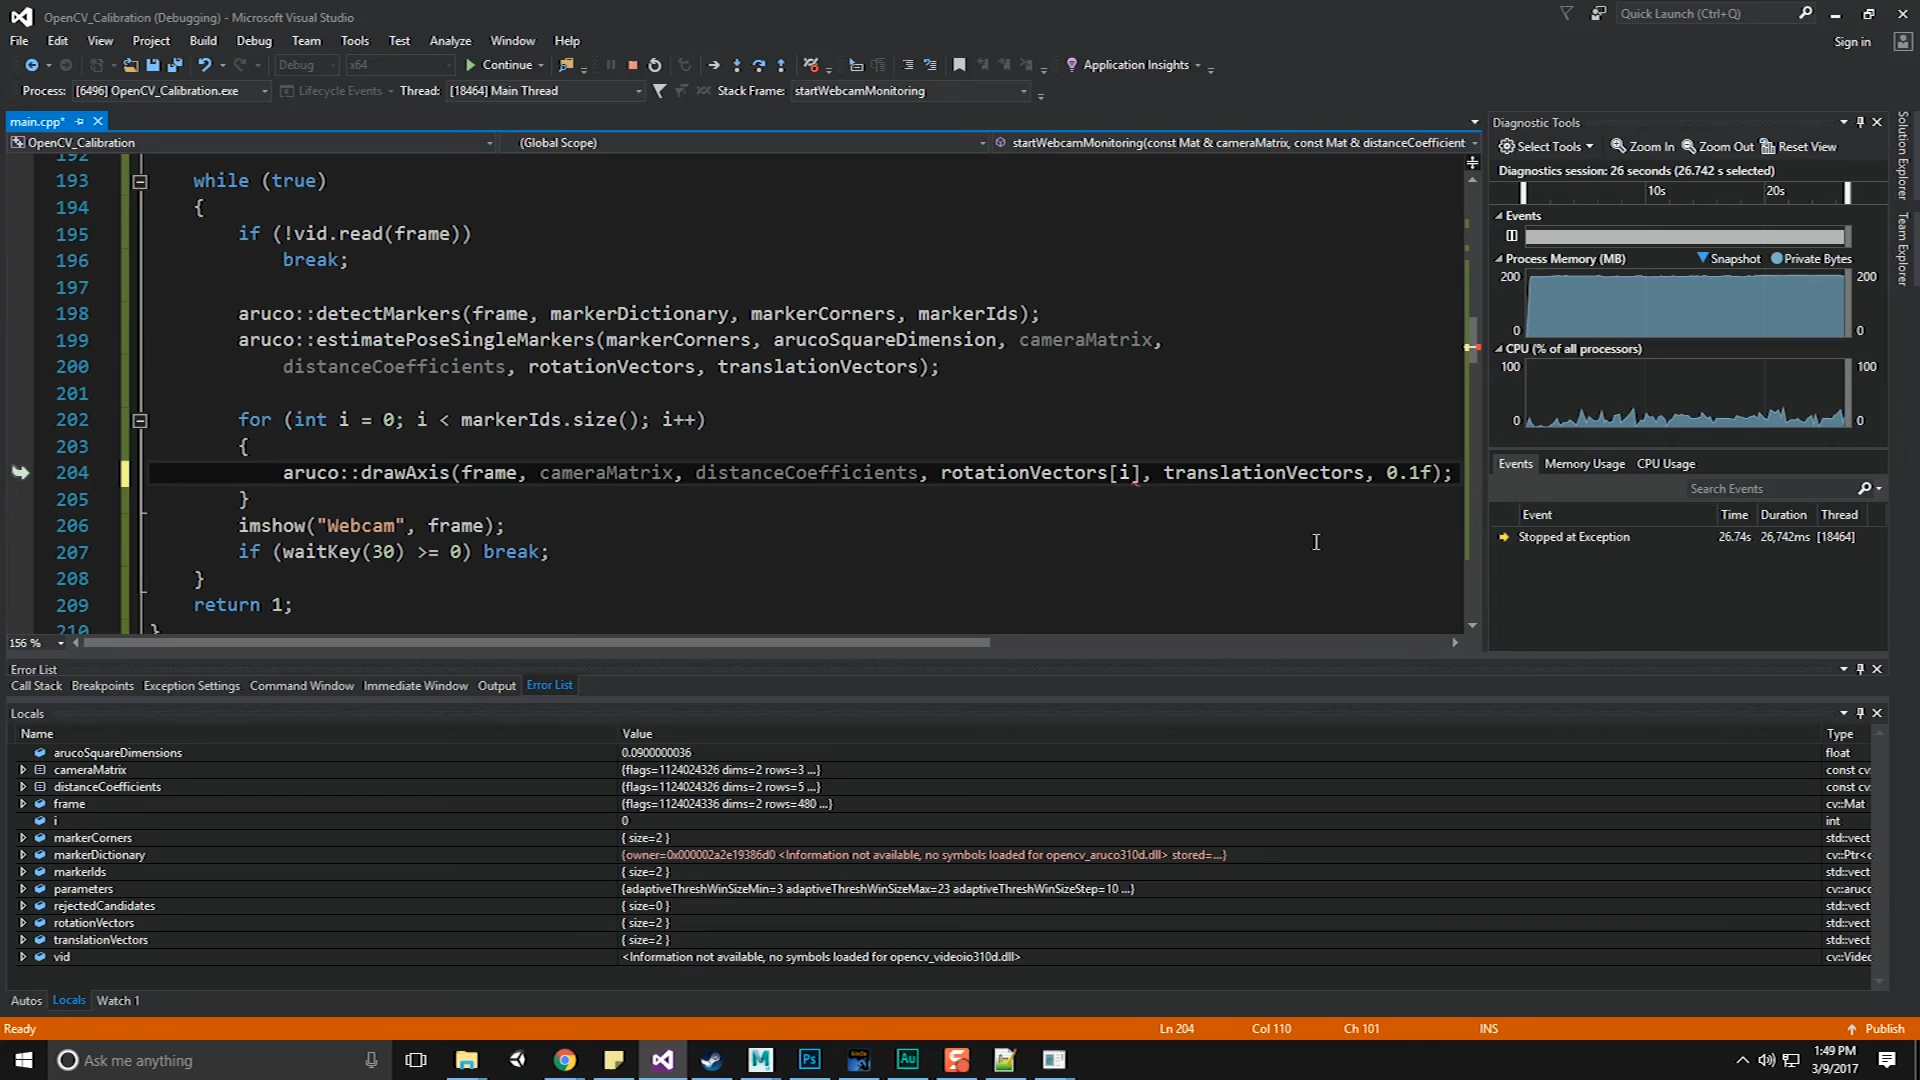 OpenCV_Calibration (Debugging) - Microsoft Visual Studio
Quick Launch (Ctrl+Q)
File Edit View Project Build Debug Team Tools Test Analyze Window Help
Sign in
Debug x64 Continue Application Insights
Process: [6496] OpenCV_Calibration.exe Lifecycle Events Thread: [18464] Main Thread Stack Frame: startWebcamMonitoring
main.cpp*
OpenCV_Calibration (Global Scope) startWebcamMonitoring(const Mat & cameraMatrix, const Mat & distanceCoefficient
192
193 while (true)
194 {
195 if (!vid.read(frame))
196 break;
197
198 aruco::detectMarkers(frame, markerDictionary, markerCorners, markerIds);
199 aruco::estimatePoseSingleMarkers(markerCorners, arucoSquareDimension, cameraMatrix,
200 distanceCoefficients, rotationVectors, translationVectors);
201
202 for (int i = 0; i < markerIds.size(); i++)
203 {
204 aruco::drawAxis(frame, cameraMatrix, distanceCoefficients, rotationVectors[i], translationVectors, 0.1f);
205 }
206 imshow("Webcam", frame);
207 if (waitKey(30) >= 0) break;
208 }
209 return 1;
210 }
156 %
Diagnostic Tools
Select Tools Zoom In Zoom Out Reset View
Diagnostics session: 26 seconds (26.742 s selected)
10s 20s
Events
Process Memory (MB) Snapshot Private Bytes
200 200
0 0
CPU (% of all processors)
100 100
0 0
Events Memory Usage CPU Usage
Search Events
Event Time Duration Thread
Stopped at Exception 26.74s 26,742ms [18464]
Solution Explorer
Team Explorer
Error List
Call Stack Breakpoints Exception Settings Command Window Immediate Window Output Error List
Locals
Name Value Type
arucoSquareDimensions 0.0900000036 float
cameraMatrix {flags=1124024326 dims=2 rows=3 ...} const cv:
distanceCoefficients {flags=1124024326 dims=2 rows=5 ...} const cv:
frame {flags=1124024336 dims=2 rows=480 ...} cv::Mat
i 0 int
markerCorners { size=2 } std::vect
markerDictionary {owner=0x000002a2e19386d0 <Information not available, no symbols loaded for opencv_aruco310d.dll> stored=...} cv::Ptr<c
markerIds { size=2 } std::vect
parameters {adaptiveThreshWinSizeMin=3 adaptiveThreshWinSizeMax=23 adaptiveThreshWinSizeStep=10 ...} cv::aruco
rejectedCandidates { size=0 } std::vect
rotationVectors { size=2 } std::vect
translationVectors { size=2 } std::vect
vid <Information not available, no symbols loaded for opencv_videoio310d.dll> cv::Video
Autos Locals Watch 1
Ready Ln 204 Col 110 Ch 101 INS Publish
Ask me anything
M Ps Au
1:49 PM
3/9/2017